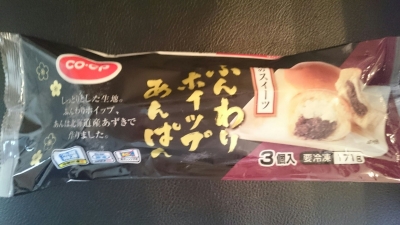 CO-OP
しっとりとした生地。
ふんわりホイップ。
あんは北海道産あずきで
作りました。
ふんわり
ホイップ
あんぱん
スイーツ
3個入
要冷凍